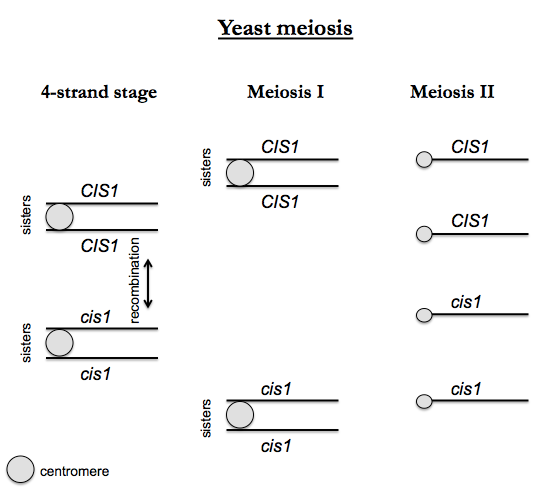 Yeast meiosis
4-strand stage
Meiosis I
Meiosis II
sisters
CIS1
CIS1
recombination
sisters
cis1
cis1
sisters
CIS1
CIS1
sisters
cis1
cis1
CIS1
CIS1
cis1
cis1
centromere